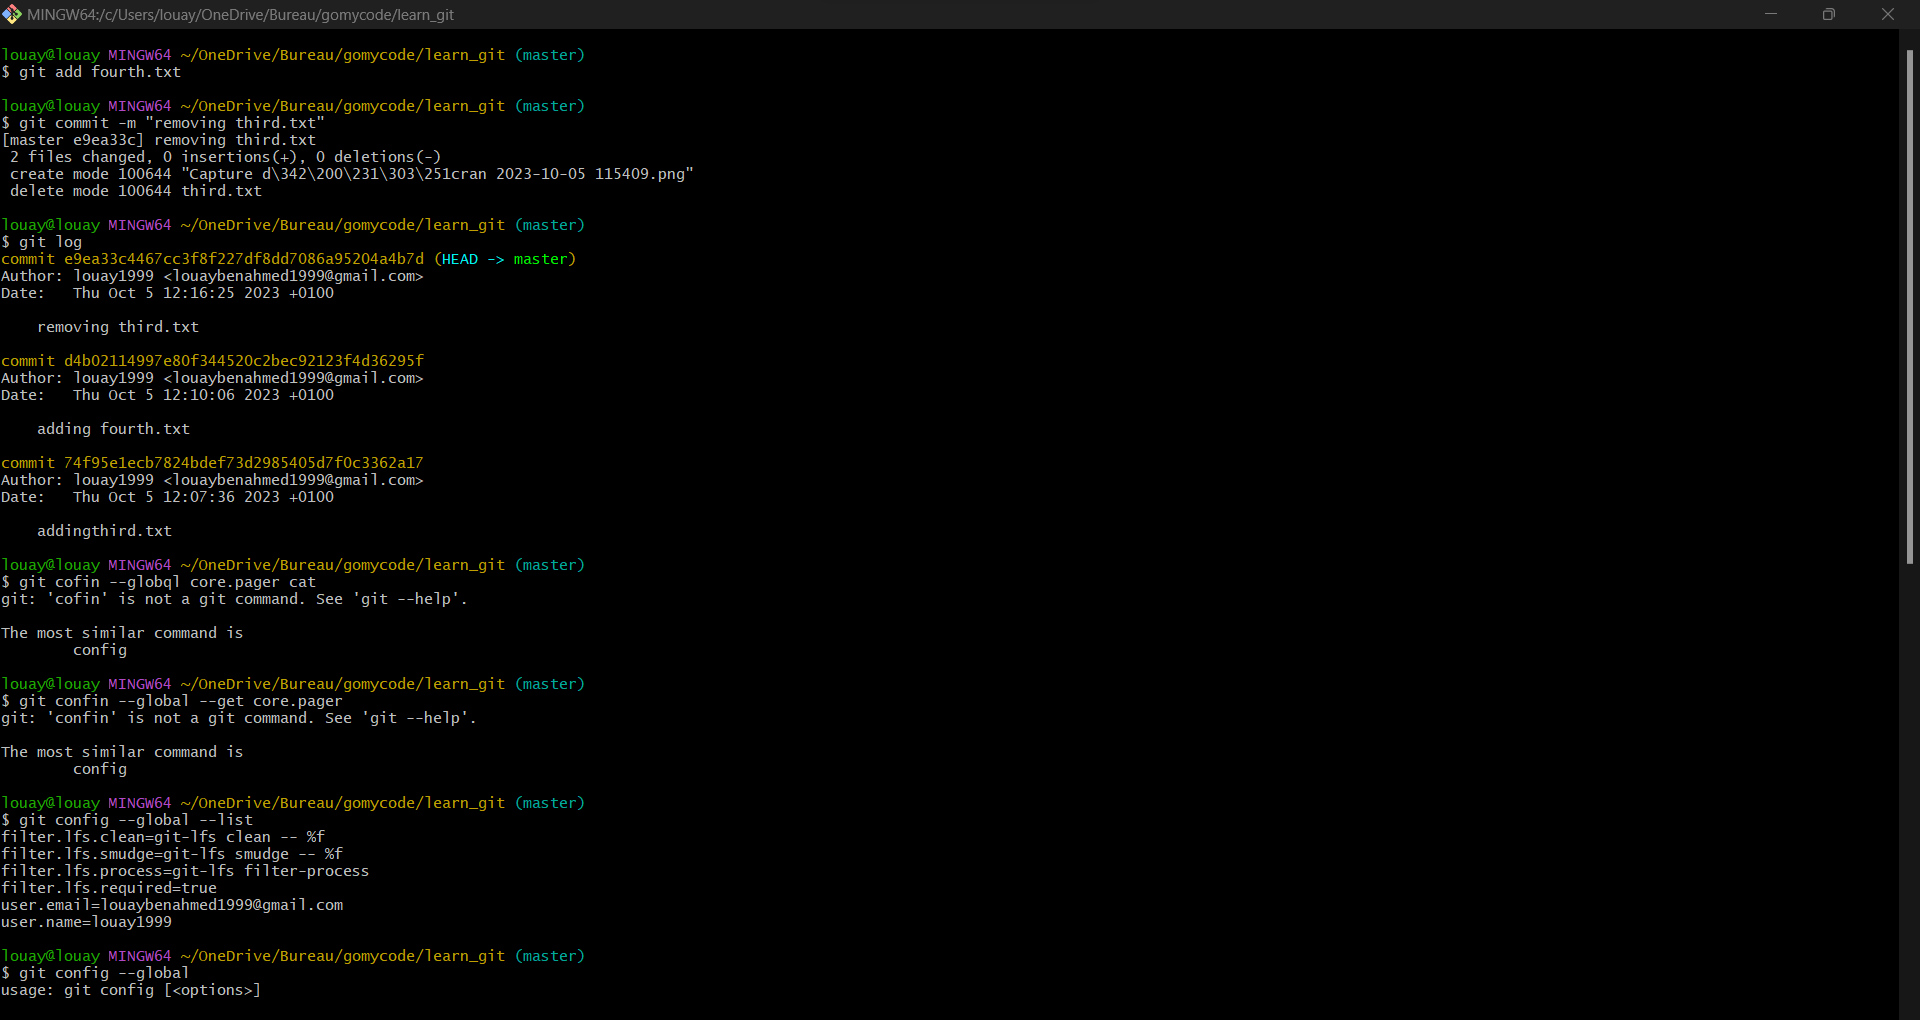 MINGW64:/c/Users/louay/OneDrive/Bureau/gomycode/learn_git
louay@louay MINGW64 ~/OneDrive/Bureau/gomycode/learn_git (master)
$ git add fourth.txt
louay@louay MINGW64 ~/OneDrive/Bureau/gomycode/learn_git (master)
$ git commit -m "removing third.txt"
[master e9ea33c] removing third.txt
 2 files changed, 0 insertions(+), 0 deletions(-)
 create mode 100644 "Capture d\342\200\231\303\251cran 2023-10-05 115409.png"
 delete mode 100644 third.txt
louay@louay MINGW64 ~/OneDrive/Bureau/gomycode/learn_git (master)
$ git log
commit e9ea33c4467cc3f8f227df8dd7086a95204a4b7d (HEAD -> master)
Author: louay1999 <louaybenahmed1999@gmail.com>
Date:   Thu Oct 5 12:16:25 2023 +0100
    removing third.txt
commit d4b02114997e80f344520c2bec92123f4d36295f
Author: louay1999 <louaybenahmed1999@gmail.com>
Date:   Thu Oct 5 12:10:06 2023 +0100
    adding fourth.txt
commit 74f95e1ecb7824bdef73d2985405d7f0c3362a17
Author: louay1999 <louaybenahmed1999@gmail.com>
Date:   Thu Oct 5 12:07:36 2023 +0100
    addingthird.txt
louay@louay MINGW64 ~/OneDrive/Bureau/gomycode/learn_git (master)
$ git cofin --globql core.pager cat
git: 'cofin' is not a git command. See 'git --help'.
The most similar command is
        config
louay@louay MINGW64 ~/OneDrive/Bureau/gomycode/learn_git (master)
$ git confin --global --get core.pager
git: 'confin' is not a git command. See 'git --help'.
The most similar command is
        config
louay@louay MINGW64 ~/OneDrive/Bureau/gomycode/learn_git (master)
$ git config --global --list
filter.lfs.clean=git-lfs clean -- %f
filter.lfs.smudge=git-lfs smudge -- %f
filter.lfs.process=git-lfs filter-process
filter.lfs.required=true
user.email=louaybenahmed1999@gmail.com
user.name=louay1999
louay@louay MINGW64 ~/OneDrive/Bureau/gomycode/learn_git (master)
$ git config --global
usage: git config [<options>]